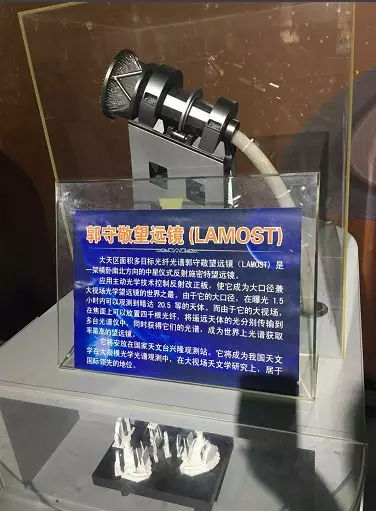 郭守敬望远镜 (LAMOST)
大天区面积多目标光纤光谱郭守敬望远镜（LAMOST）是
一架横卧南北方向的中星仪式反射施密特望远镜。
应用主动光学技术控制反射改正板，使它成为大口径兼
大视场光学望远镜的世界之最。由于它的大口径，在曝光 1.5
小时内可以观测到暗达 20.5 等的天体。而由于它的大视场，
在焦面上可以放置四千根光纤，将遥远天体的光分别传输到
多台光谱仪中，同时获得它们的光谱，成为世界上光谱获取
率最高的望远镜。
它将安放在国家天文台兴隆观测站。它将成为我国天文
学在大规模光学光谱观测中，在大视场天文学研究上，居于
国际领先的地位。